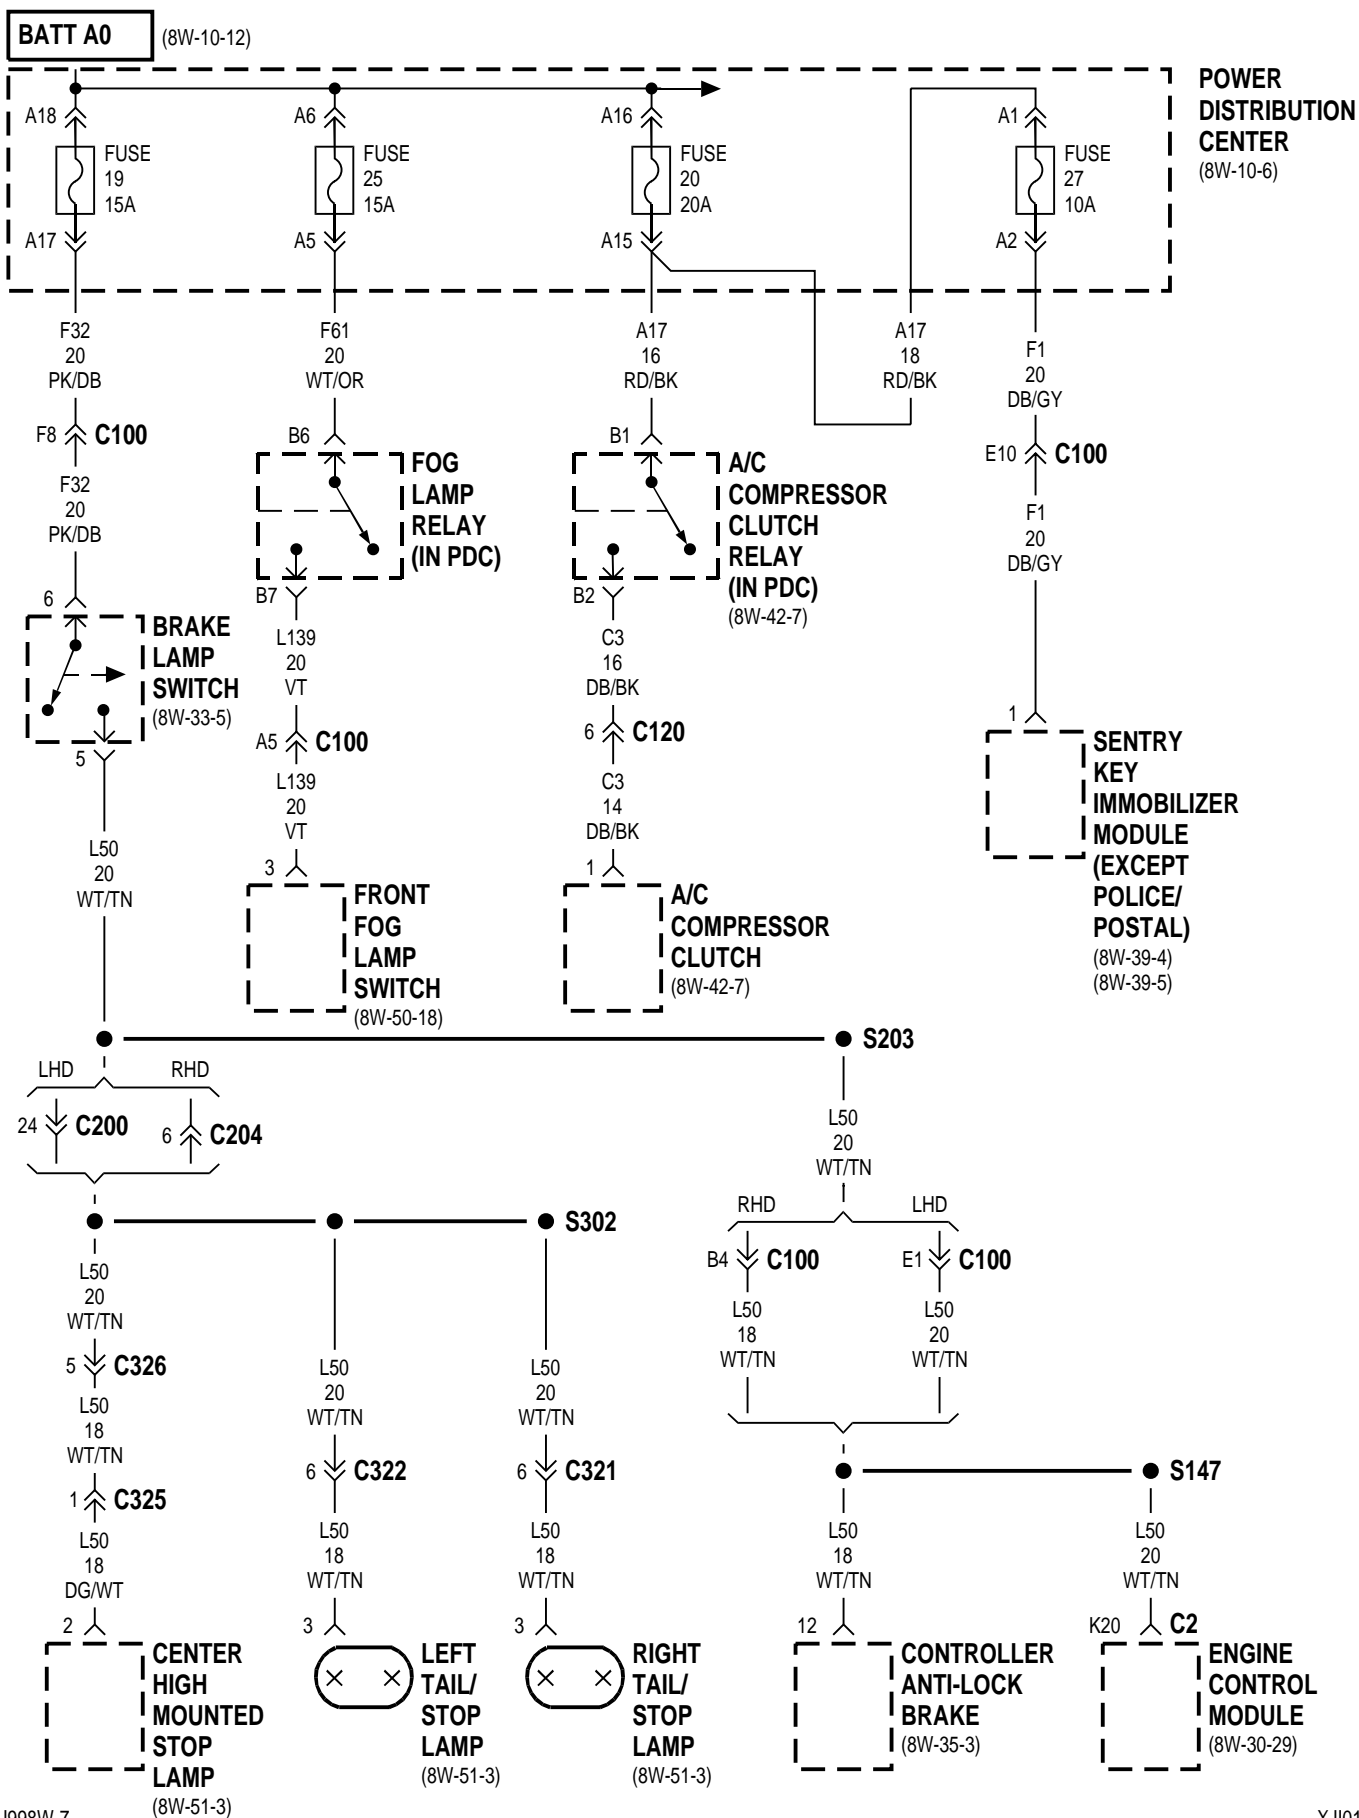 BATT A0
(8W-10-12)
POWER
DISTRIBUTION
CENTER
(8W-10-6)
A18
FUSE
19
15A
A17
A6
FUSE
25
15A
A5
A16
FUSE
20
20A
A15
A1
FUSE
27
10A
A2
F32
20
PK/DB
F8
C100
F32
20
PK/DB
6
BRAKE
LAMP
SWITCH
(8W-33-5)
5
L50
20
WT/TN
F61
20
WT/OR
B6
FOG
LAMP
RELAY
(IN PDC)
B7
L139
20
VT
A5
C100
L139
20
VT
3
FRONT
FOG
LAMP
SWITCH
(8W-50-18)
A17
16
RD/BK
B1
A/C
COMPRESSOR
CLUTCH
RELAY
(IN PDC)
(8W-42-7)
B2
C3
16
DB/BK
6
C120
C3
14
DB/BK
1
A/C
COMPRESSOR
CLUTCH
(8W-42-7)
A17
18
RD/BK
F1
20
DB/GY
E10
C100
F1
20
DB/GY
1
SENTRY
KEY
IMMOBILIZER
MODULE
(EXCEPT
POLICE/
POSTAL)
(8W-39-4)
(8W-39-5)
S203
LHD
RHD
24
C200
6
C204
S302
L50
20
WT/TN
5
C326
L50
18
WT/TN
1
C325
L50
18
DG/WT
2
CENTER
HIGH
MOUNTED
STOP
LAMP
(8W-51-3)
L50
20
WT/TN
6
C322
L50
18
WT/TN
3
LEFT
TAIL/
STOP
LAMP
(8W-51-3)
L50
20
WT/TN
6
C321
L50
18
WT/TN
3
RIGHT
TAIL/
STOP
LAMP
(8W-51-3)
L50
20
WT/TN
RHD
LHD
B4
C100
E1
C100
L50
18
WT/TN
L50
20
WT/TN
S147
L50
18
WT/TN
12
CONTROLLER
ANTI-LOCK
BRAKE
(8W-35-3)
L50
20
WT/TN
K20
C2
ENGINE
CONTROL
MODULE
(8W-30-29)